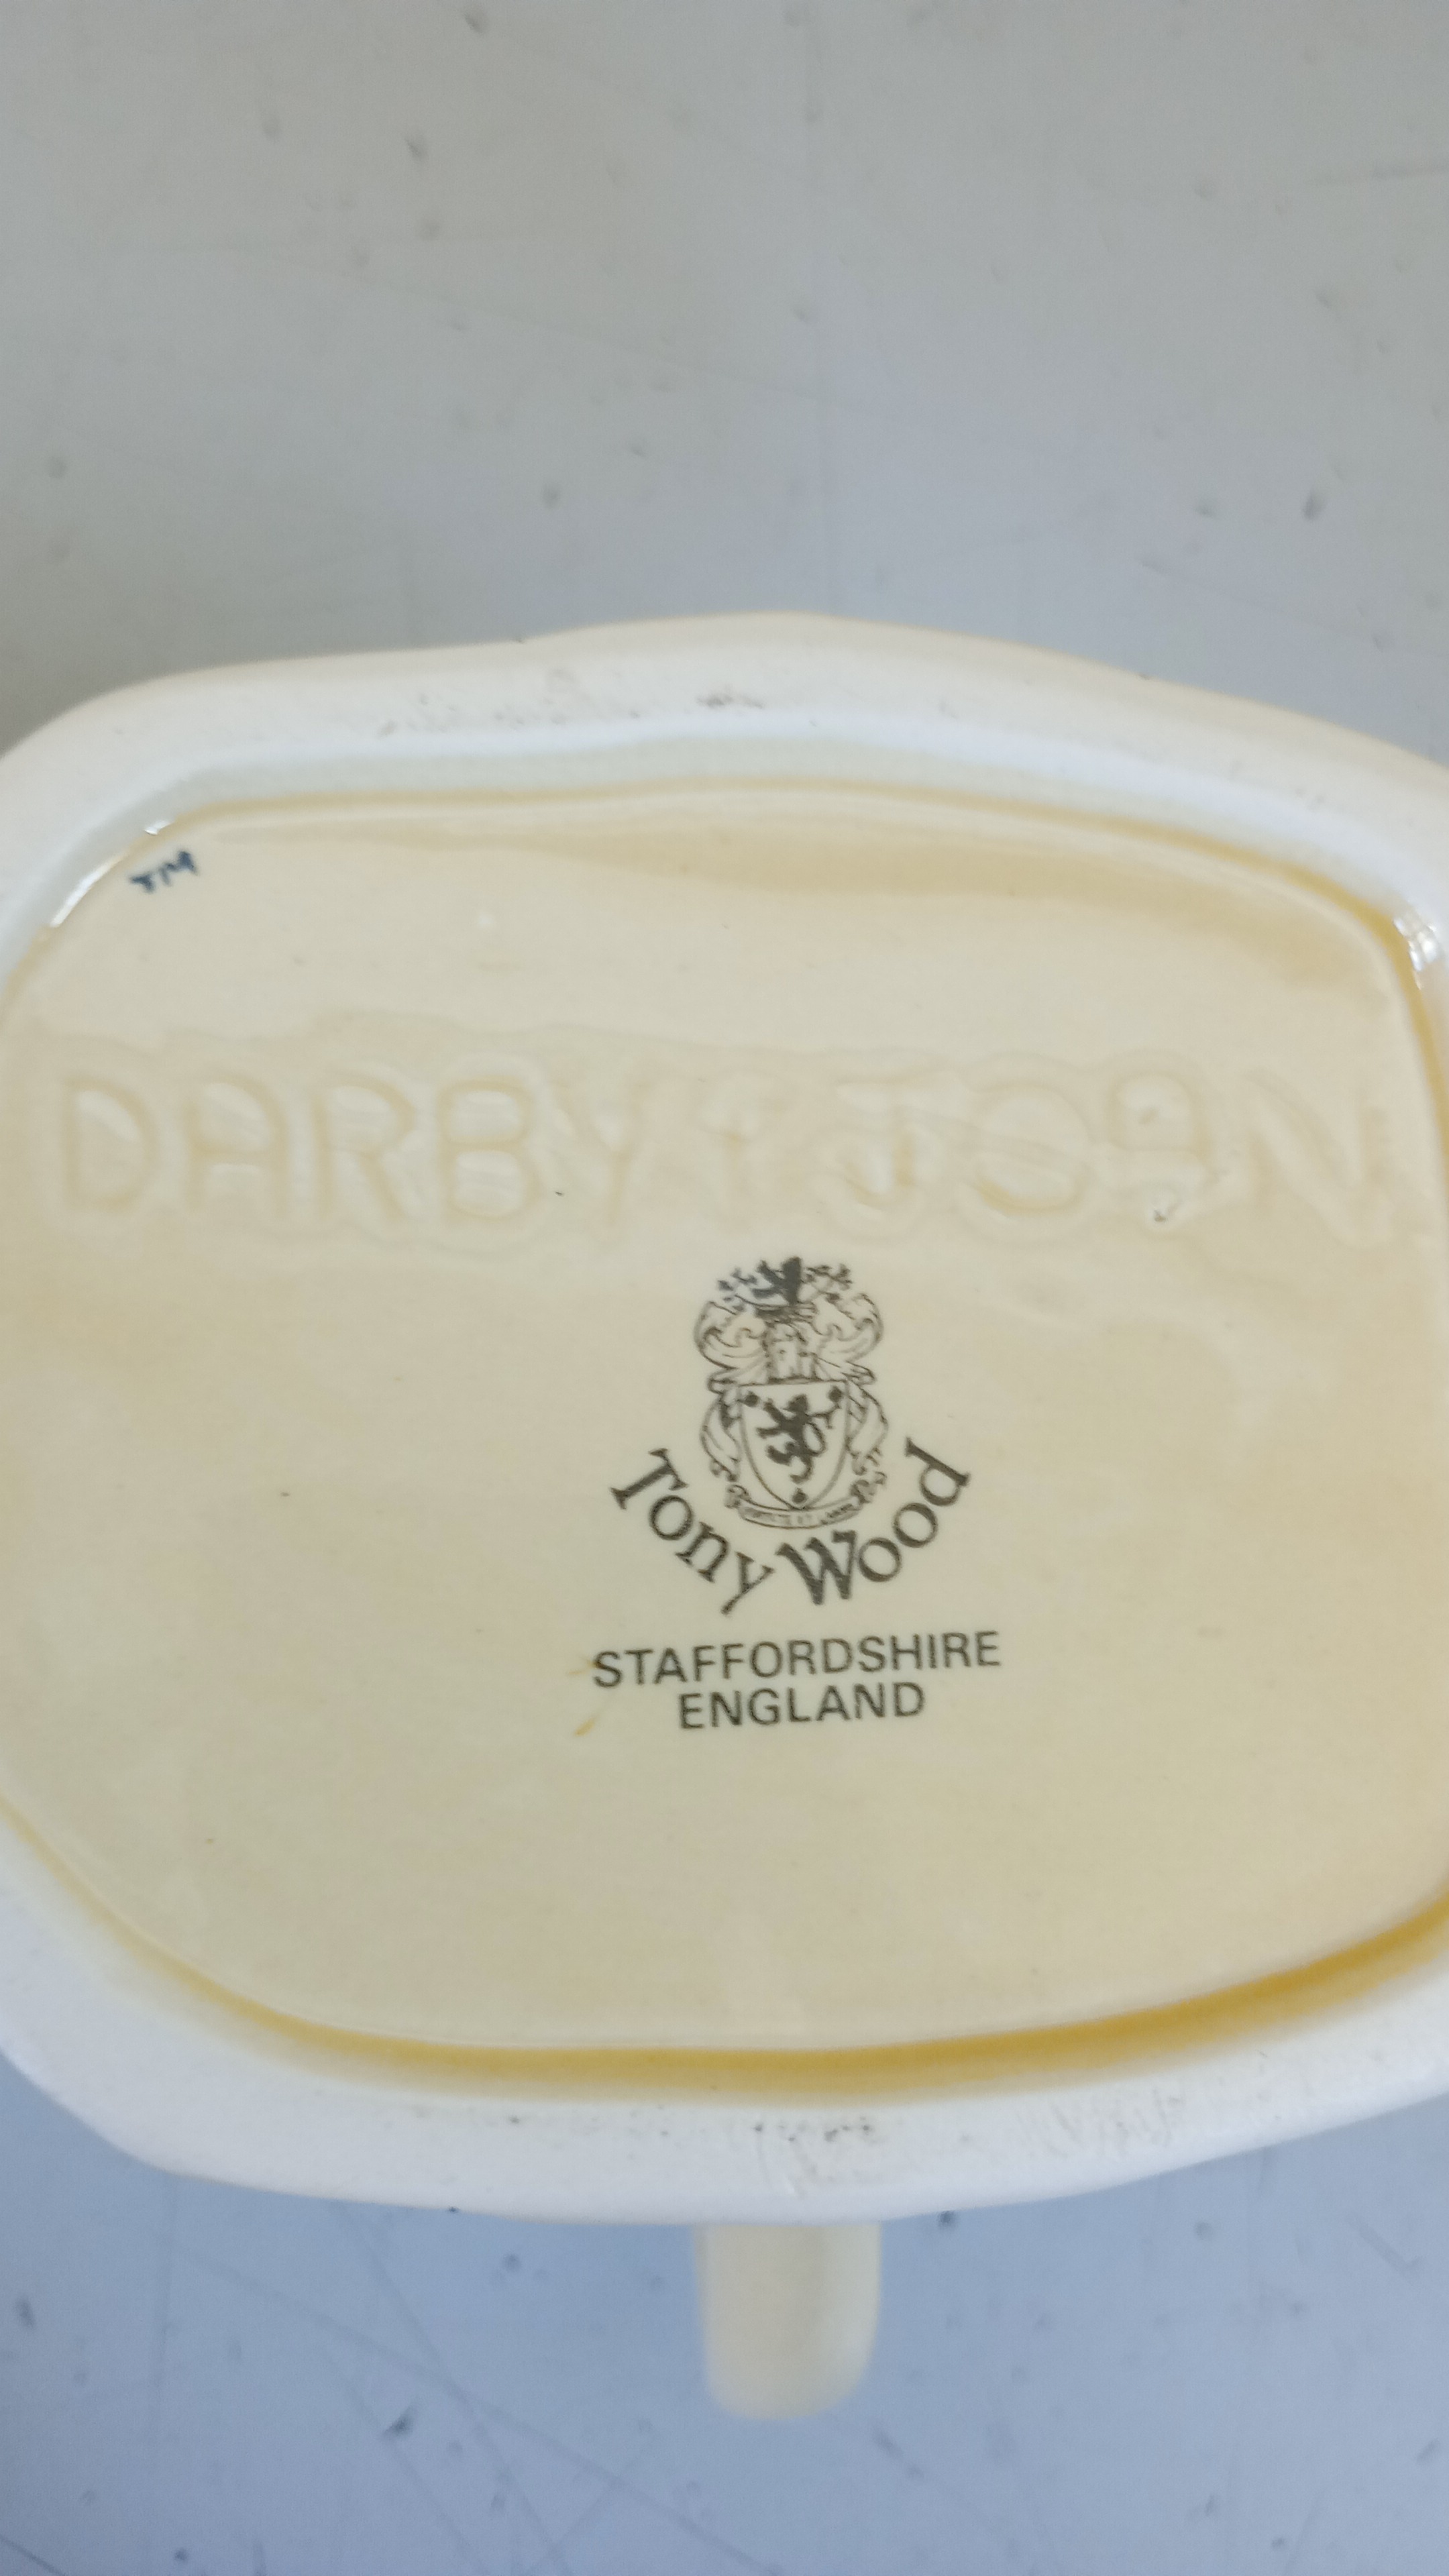 TM
DARBY + JOAN
Tony Wood
STAFFORDSHIRE
ENGLAND